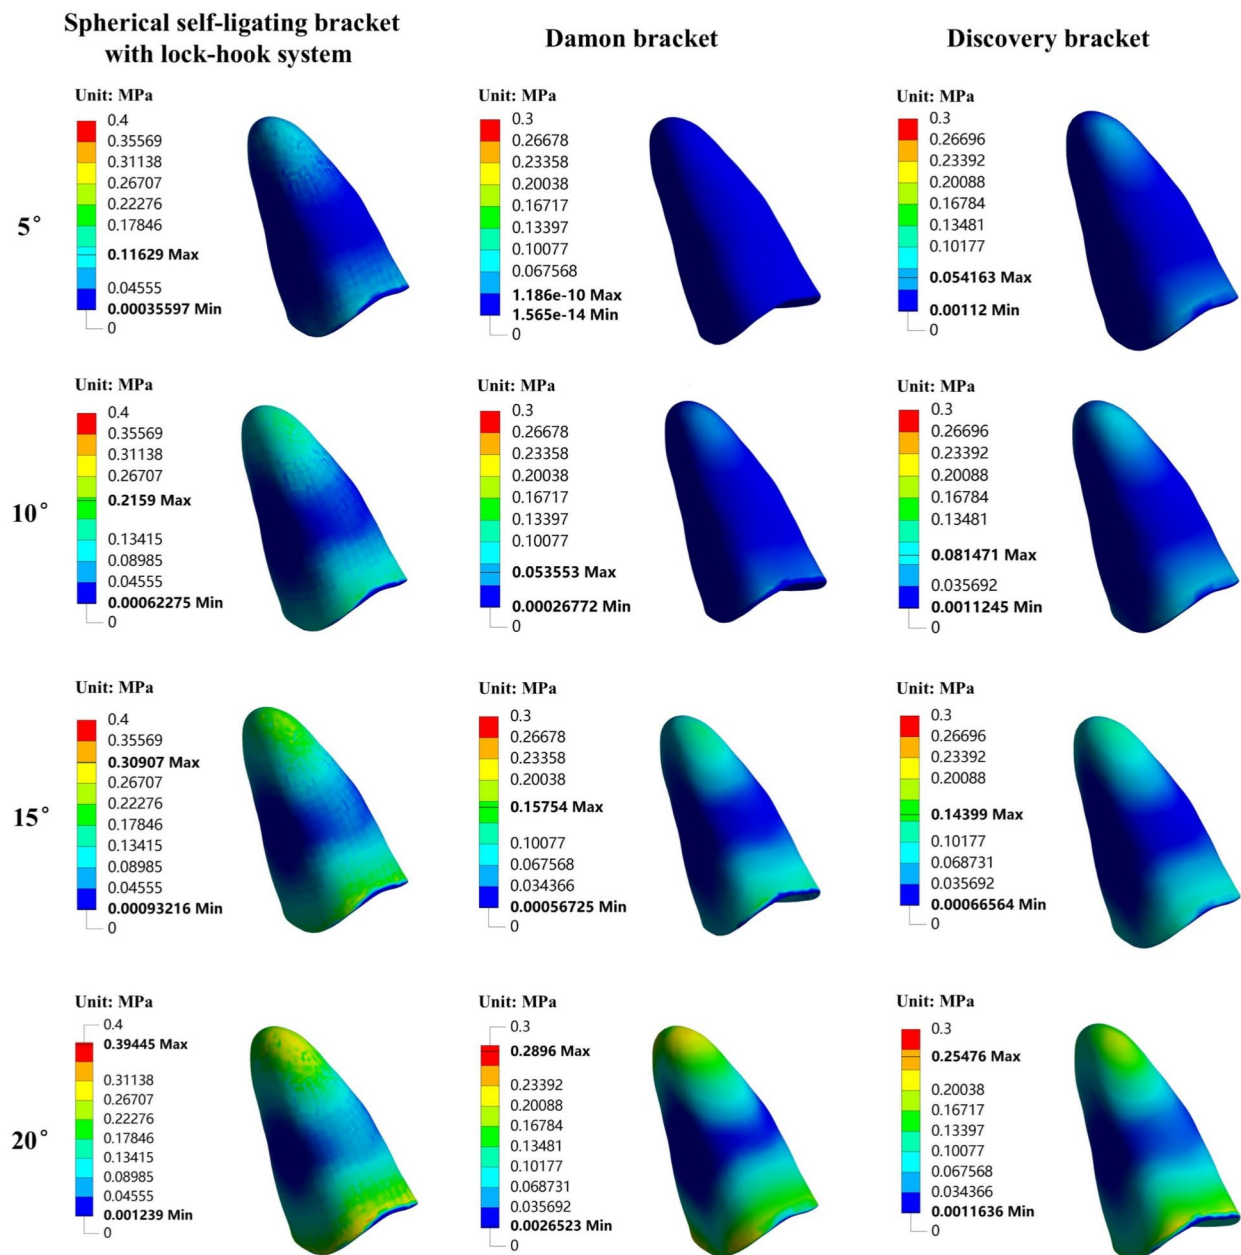 Spherical self-ligating bracket
with lock-hook system
Damon bracket
Discovery bracket
5°
Unit: MPa
0.4
0.35569
0.31138
0.26707
0.22276
0.17846
0.11629 Max
0.04555
0.00035597 Min
0
Unit: MPa
0.3
0.26678
0.23358
0.20038
0.16717
0.13397
0.10077
0.067568
1.186e-10 Max
1.565e-14 Min
0
Unit: MPa
0.3
0.26696
0.23392
0.20088
0.16784
0.13481
0.10177
0.054163 Max
0.00112 Min
0
10°
Unit: MPa
0.4
0.35569
0.31138
0.26707
0.2159 Max
0.13415
0.08985
0.04555
0.00062275 Min
0
Unit: MPa
0.3
0.26678
0.23358
0.20038
0.16717
0.13397
0.10077
0.053553 Max
0.00026772 Min
0
Unit: MPa
0.3
0.26696
0.23392
0.20088
0.16784
0.13481
0.081471 Max
0.035692
0.0011245 Min
0
15°
Unit: MPa
0.4
0.35569
0.30907 Max
0.26707
0.22276
0.17846
0.13415
0.08985
0.04555
0.00093216 Min
0
Unit: MPa
0.3
0.26678
0.23358
0.20038
0.15754 Max
0.10077
0.067568
0.034366
0.00056725 Min
0
Unit: MPa
0.3
0.26696
0.23392
0.20088
0.14399 Max
0.10177
0.068731
0.035692
0.00066564 Min
0
20°
Unit: MPa
0.4
0.39445 Max
0.31138
0.26707
0.22276
0.17846
0.13415
0.08985
0.04555
0.001239 Min
0
Unit: MPa
0.3
0.2896 Max
0.23392
0.20088
0.16784
0.13481
0.10177
0.068731
0.035692
0.0026523 Min
0
Unit: MPa
0.3
0.25476 Max
0.20038
0.16717
0.13397
0.10077
0.067568
0.034366
0.0011636 Min
0